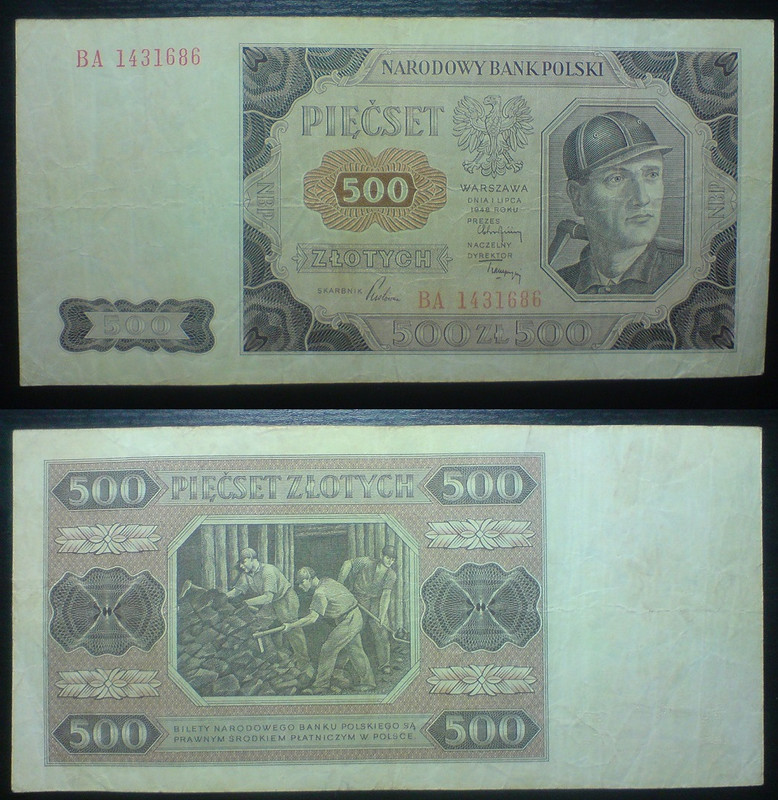 BA 1431686
NARODOWY BANK POLSKI
PIĘĆSET
500
WARSZAWA
DNIA 1 LIPCA
1948 ROKU
PREZES
NACZELNY
DYREKTOR
ZŁOTYCH
SKARBNIK
BA 1431686
500
500 ZŁ 500
NBP
NBP
500 PIĘĆSET ZŁOTYCH 500
500
BILETY NARODOWEGO BANKU POLSKIEGO SĄ
PRAWNYM ŚRODKIEM PŁATNICZYM W POLSCE.
500